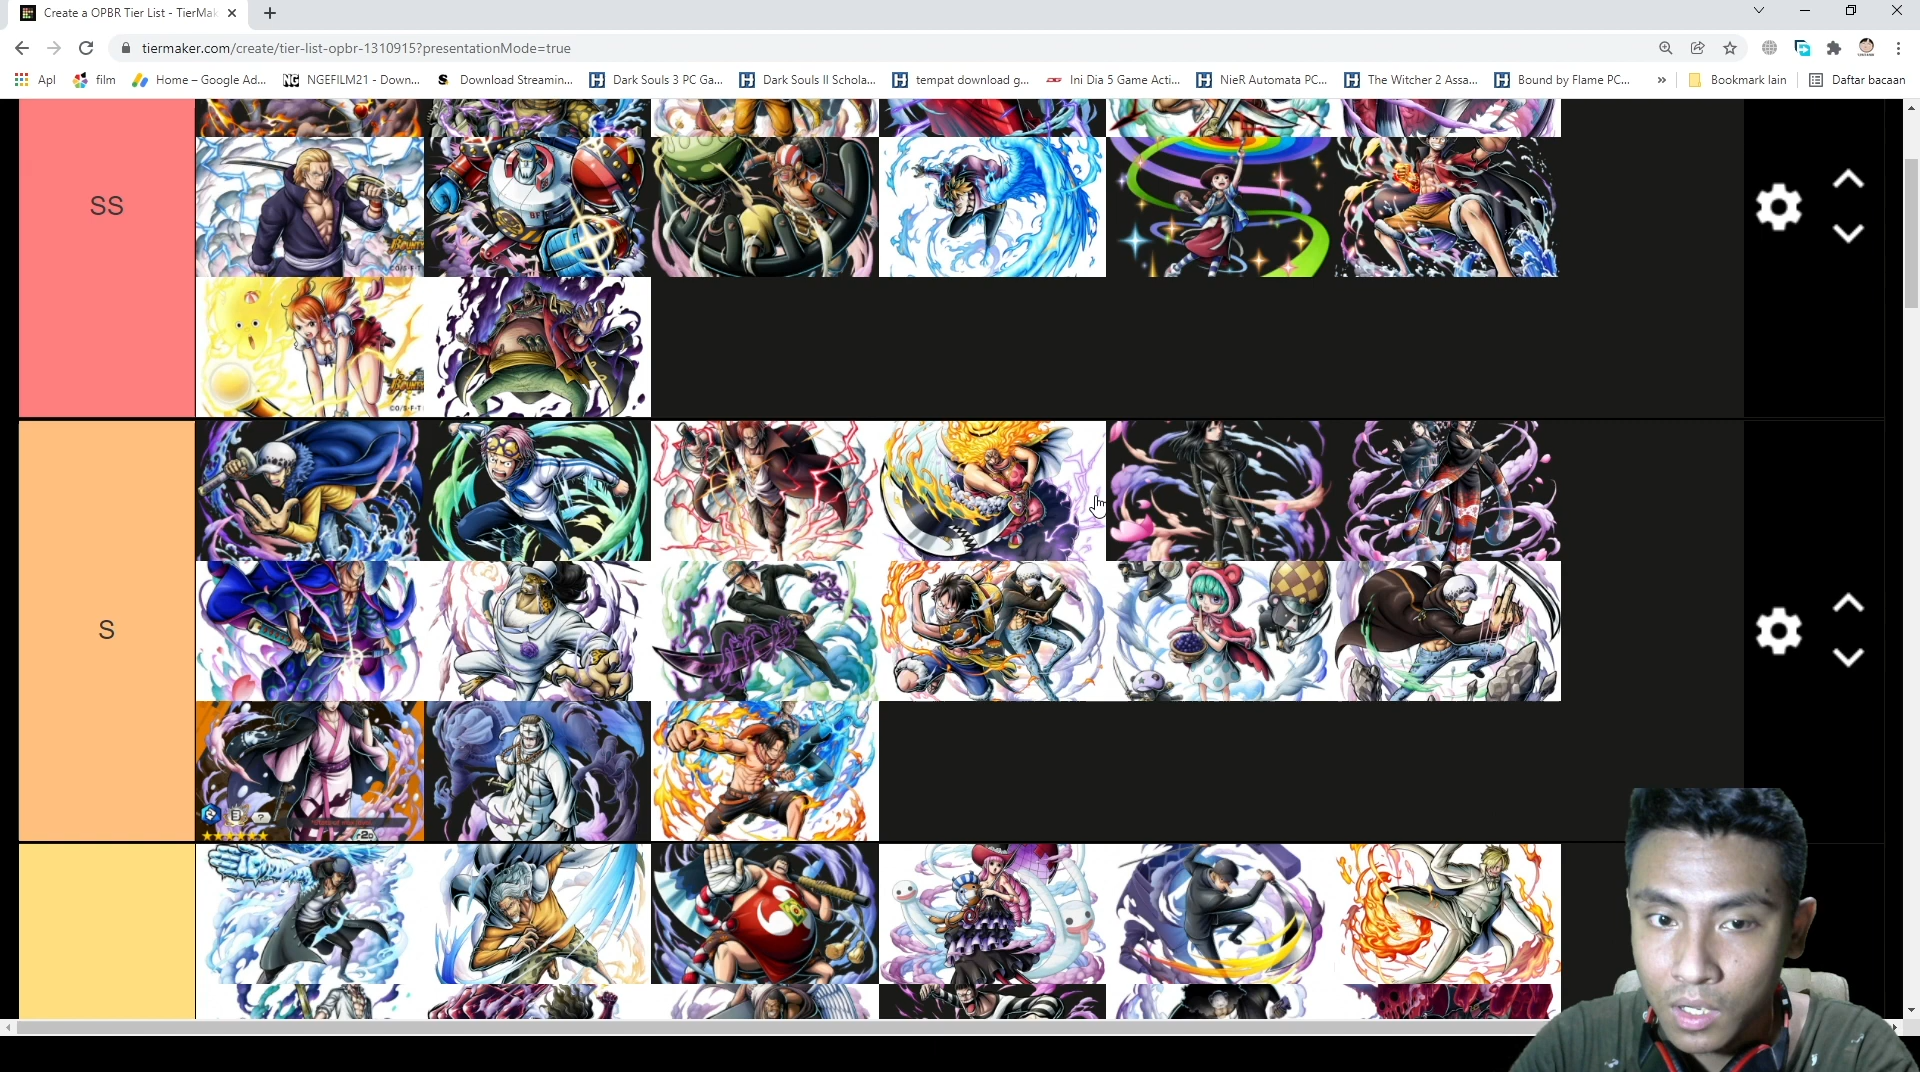 Create a OPBR Tier List - TierMak
tiermaker.com/create/tier-list-opbr-1310915?presentationMode=true
Apl
film
Home – Google Ad...
NGEFILM21 - Down...
Download Streamin...
Dark Souls 3 PC Ga...
Dark Souls II Schola...
tempat download g...
Ini Dia 5 Game Acti...
NieR Automata PC...
The Witcher 2 Assa...
Bound by Flame PC...
»
Bookmark lain
Daftar bacaan
SS
BF
S